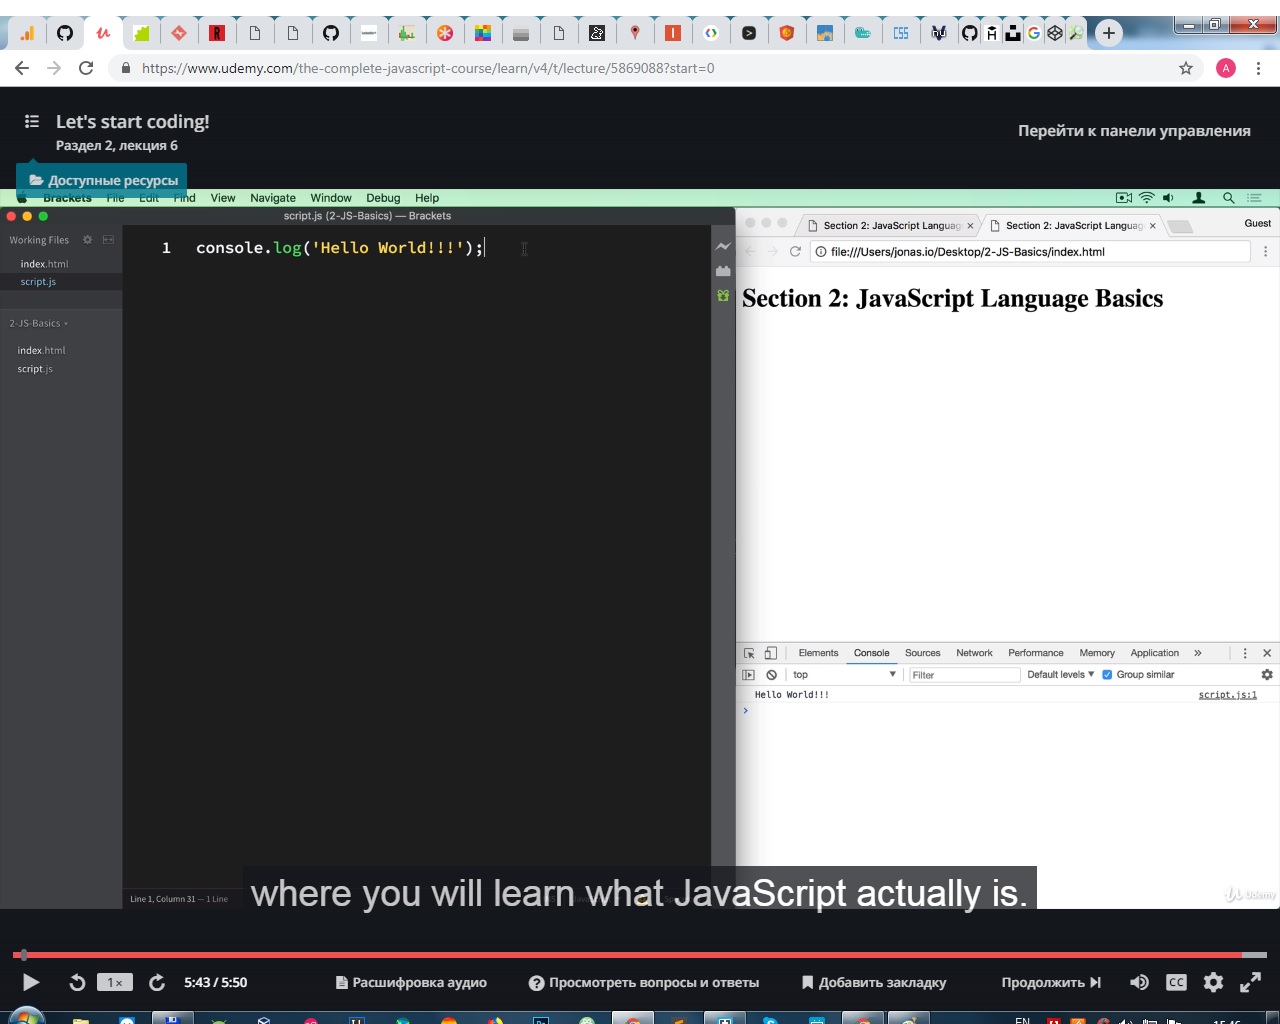 https://www.udemy.com/the-complete-javascript-course/learn/v4/t/lecture/5869088?start=0
A
Let's start coding!
Раздел 2, лекция 6
Перейти к панели управления
Доступные ресурсы
Brackets File Edit Find View Navigate Window Debug Help
script.js (2-JS-Basics) — Brackets
Working Files
index.html
script.js
2-JS-Basics
index.html
script.js
1 console.log('Hello World!!!');
Section 2: JavaScript Languag
Section 2: JavaScript Languag
Guest
file:///Users/jonas.io/Desktop/2-JS-Basics/index.html
Section 2: JavaScript Language Basics
Elements Console Sources Network Performance Memory Application »
top Filter Default levels Group similar
Hello World!!! script.js:1
Line 1, Column 31 — 1 Line
where you will learn what JavaScript actually is.
Udemy
1× 5:43 / 5:50 Расшифровка аудио Просмотреть вопросы и ответы Добавить закладку Продолжить CC